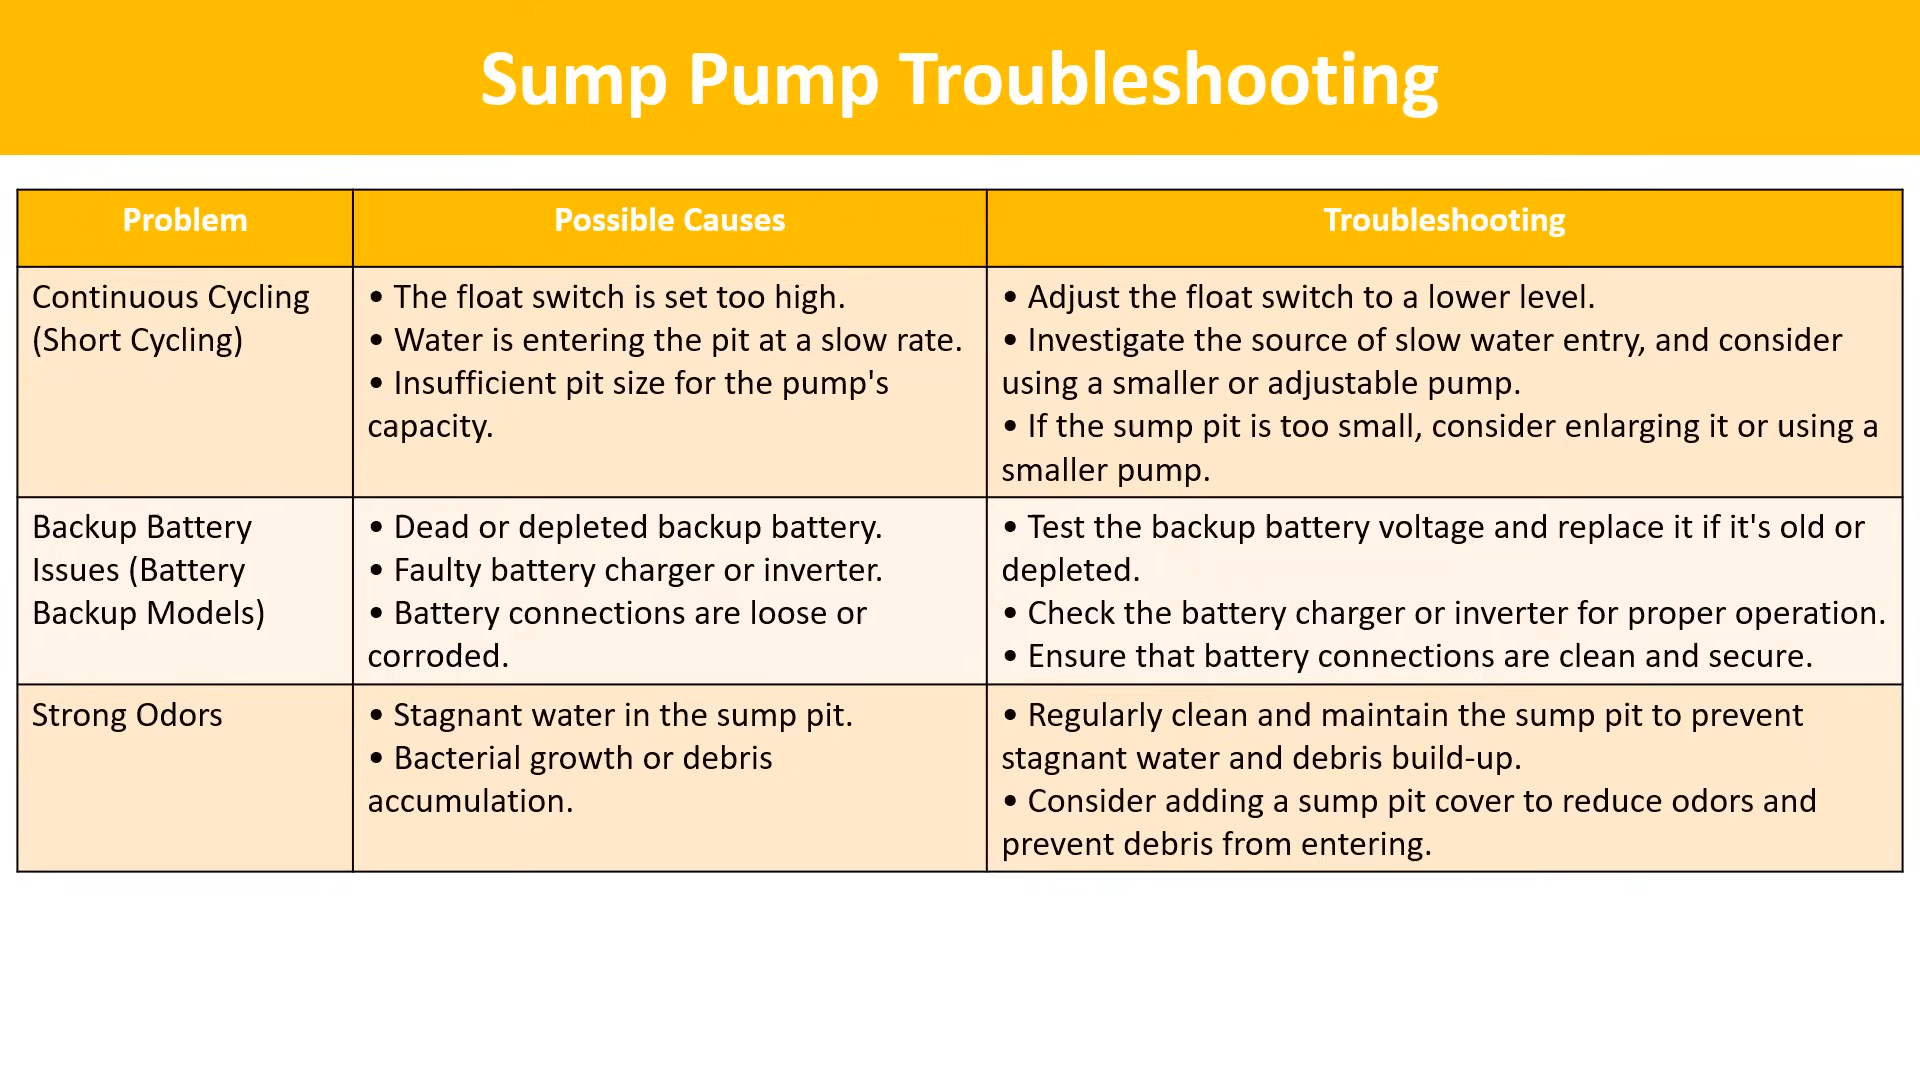 Sump Pump Troubleshooting
Problem
Possible Causes
Troubleshooting
Continuous Cycling
(Short Cycling)
• The float switch is set too high.
• Water is entering the pit at a slow rate.
• Insufficient pit size for the pump's
capacity.
• Adjust the float switch to a lower level.
• Investigate the source of slow water entry, and consider
using a smaller or adjustable pump.
• If the sump pit is too small, consider enlarging it or using a
smaller pump.
Backup Battery
Issues (Battery
Backup Models)
• Dead or depleted backup battery.
• Faulty battery charger or inverter.
• Battery connections are loose or
corroded.
• Test the backup battery voltage and replace it if it's old or
depleted.
• Check the battery charger or inverter for proper operation.
• Ensure that battery connections are clean and secure.
Strong Odors
• Stagnant water in the sump pit.
• Bacterial growth or debris
accumulation.
• Regularly clean and maintain the sump pit to prevent
stagnant water and debris build-up.
• Consider adding a sump pit cover to reduce odors and
prevent debris from entering.